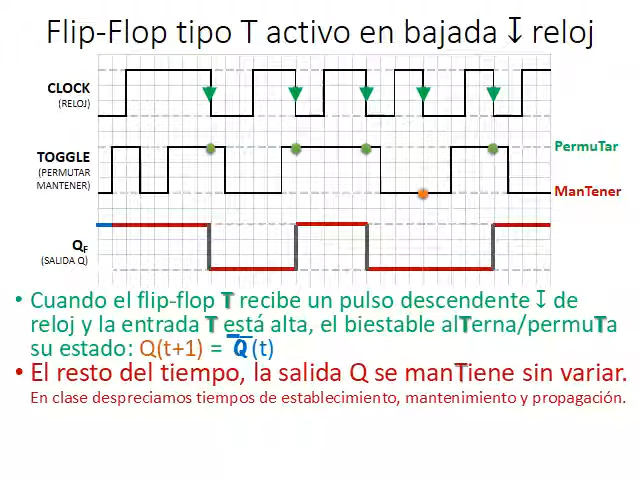 Flip-Flop tipo T activo en bajada ↧ reloj
CLOCK
(RELOJ)
TOGGLE
(PERMUTAR
MANTENER)
PermuTar
ManTener
QF
(SALIDA Q)
• Cuando el flip-flop T recibe un pulso descendente ↧ de
reloj y la entrada T está alta, el biestable alTerna/permuTa
su estado: Q(t+1) = Q̅(t)
• El resto del tiempo, la salida Q se manTiene sin variar.
En clase despreciamos tiempos de establecimiento, mantenimiento y propagación.